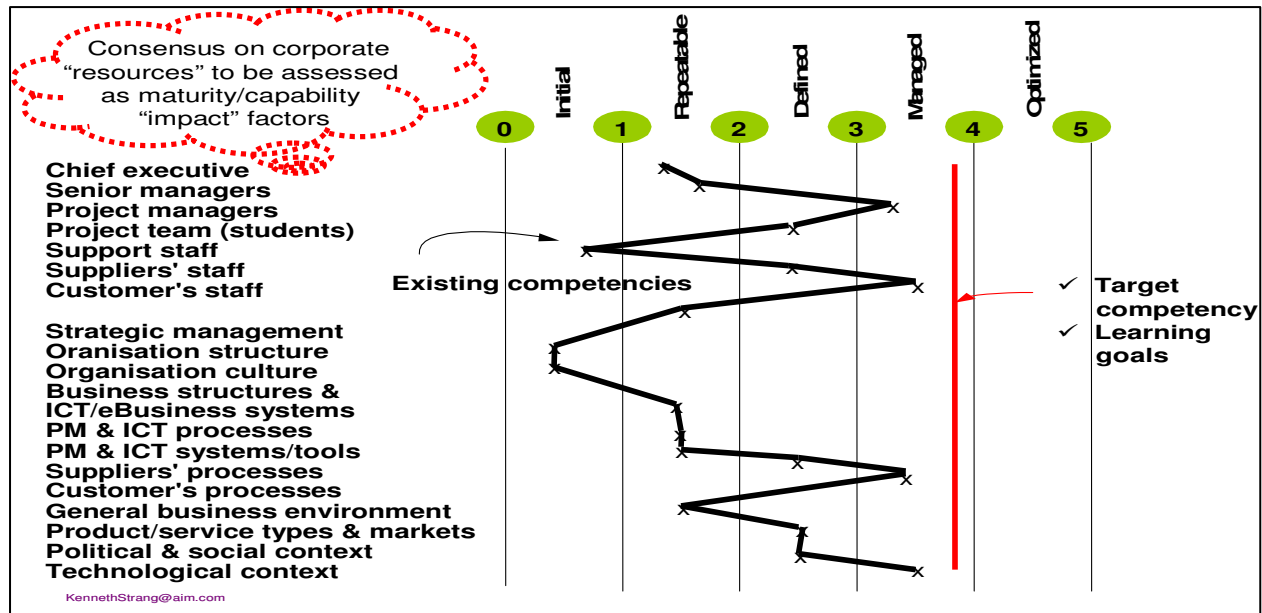 Consensus on corporate
“resources” to be assessed
as maturity/capability
“impact” factors
Initial
Repeatable
Defined
Managed
Optimized
0
1
2
3
4
5
Chief executive
Senior managers
Project managers
Project team (students)
Support staff
Suppliers' staff
Customer's staff
Existing competencies
✓ Target
competency
✓ Learning
goals
Strategic management
Oranisation structure
Organisation culture
Business structures &
ICT/eBusiness systems
PM & ICT processes
PM & ICT systems/tools
Suppliers' processes
Customer's processes
General business environment
Product/service types & markets
Political & social context
Technological context
KennethStrang@aim.com